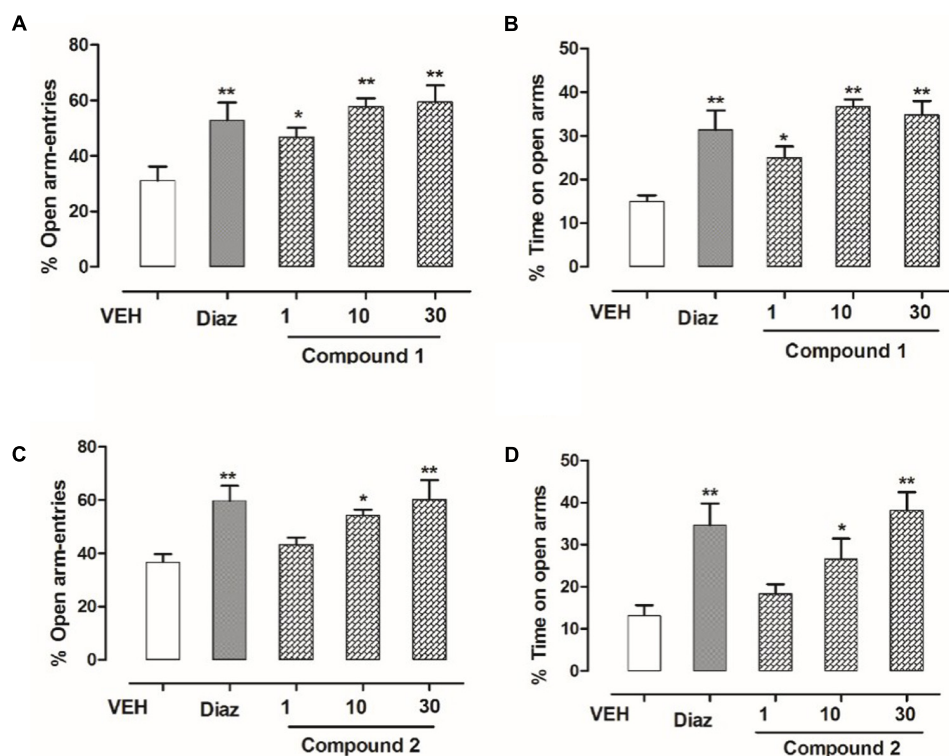 A
% Open arm-entries
80
60
40
20
0
** * ** **
VEH Diaz 1 10 30
Compound 1
B
% Time on open arms
50
40
30
20
10
0
** * ** **
VEH Diaz 1 10 30
Compound 1
C
% Open arm-entries
80
60
40
20
0
** * **
VEH Diaz 1 10 30
Compound 2
D
% Time on open arms
50
40
30
20
10
0
** * **
VEH Diaz 1 10 30
Compound 2